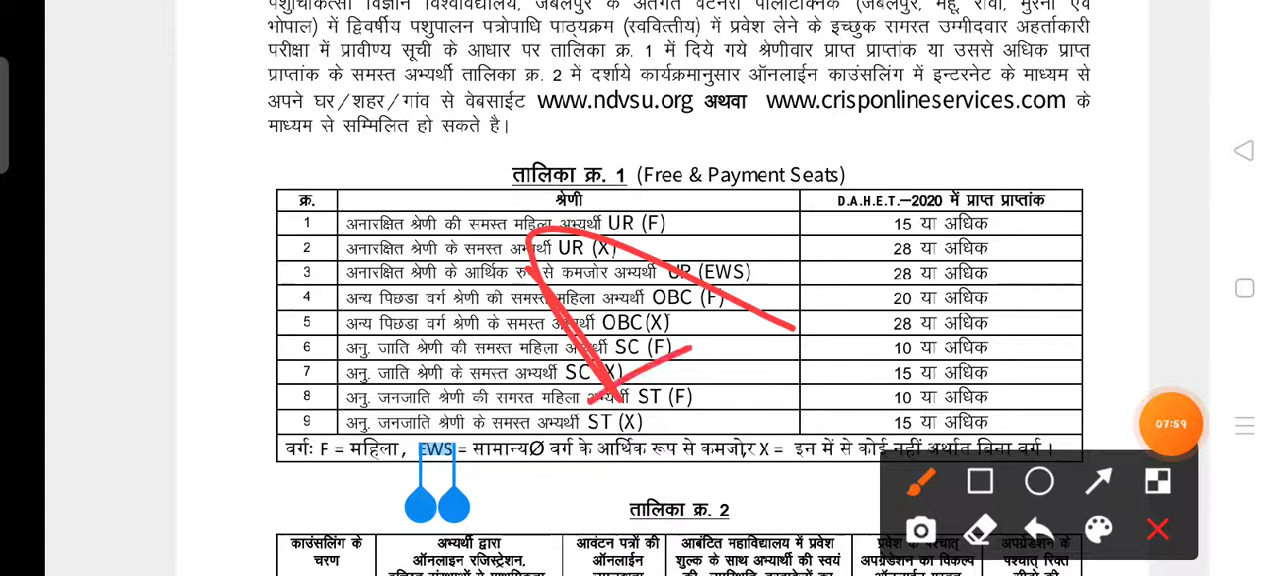 पशुचिकित्सा विज्ञान विश्वविद्यालय, जबलपुर के अंतर्गत वेटनरी पॉलीटेक्निक (जबलपुर, महू, रीवा, मुरैना एवं
भोपाल) में द्विवर्षीय पशुपालन पत्रोपाधि पाठ्यक्रम (स्ववित्तीय) में प्रवेश लेने के इच्छुक समस्त उम्मीदवार अहर्ताकारी
परीक्षा में प्रावीण्य सूची के आधार पर तालिका क्र. 1 में दिये गये श्रेणीवार प्राप्त प्राप्तांक या उससे अधिक प्राप्त
प्राप्तांक के समस्त अभ्यर्थी तालिका क्र. 2 में दर्शाये कार्यक्रमानुसार ऑनलाईन काउंसलिंग में इन्टरनेट के माध्यम से
अपने घर/शहर/गांव से वेबसाईट www.ndvsu.org अथवा www.crisponlineservices.com के
माध्यम से सम्मिलित हो सकते है।
तालिका क्र. 1 (Free & Payment Seats)
क्र. श्रेणी D.A.H.E.T.–2020 में प्राप्त प्राप्तांक
1 अनारक्षित श्रेणी की समस्त महिला अभ्यर्थी UR (F) 15 या अधिक
2 अनारक्षित श्रेणी के समस्त अभ्यर्थी UR (X) 28 या अधिक
3 अनारक्षित श्रेणी के आर्थिक रुप से कमजोर अभ्यर्थी UR (EWS) 28 या अधिक
4 अन्य पिछडा वर्ग श्रेणी की समस्त महिला अभ्यर्थी OBC (F) 20 या अधिक
5 अन्य पिछडा वर्ग श्रेणी के समस्त अभ्यर्थी OBC(X) 28 या अधिक
6 अनु. जाति श्रेणी की समस्त महिला अभ्यर्थी SC (F) 10 या अधिक
7 अनु. जाति श्रेणी के समस्त अभ्यर्थी SC (X) 15 या अधिक
8 अनु. जनजाति श्रेणी की समस्त महिला अभ्यर्थी ST (F) 10 या अधिक
9 अनु. जनजाति श्रेणी के समस्त अभ्यर्थी ST (X) 15 या अधिक
वर्गः F = महिला, EWS = सामान्यØ वर्ग के आर्थिक रूप से कमजोर, X = इन में से कोई नहीं अर्थात बिना वर्ग।
07:59
तालिका क्र. 2
काउंसलिंग के अभ्यर्थी द्वारा आवंटन पत्रों की आबंटित महाविद्यालय में प्रवेश प्रवेश के पश्चात् अपग्रेडेशन के
चरण ऑनलाइन रजिस्ट्रेशन, ऑनलाईन शुल्क के साथ अभ्यर्थी की स्वयं अपग्रेडेशन का विकल्प पश्चात् रिक्त